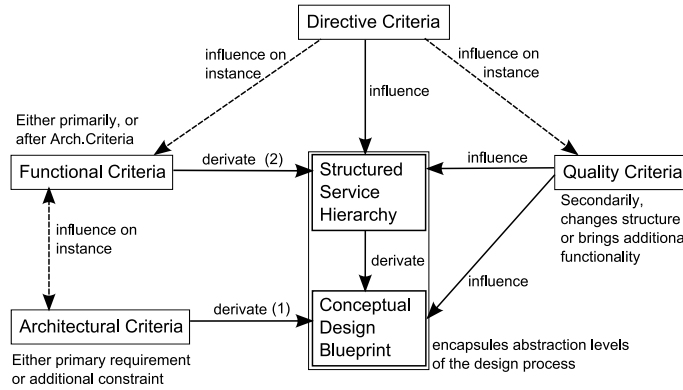 Directive Criteria
influence on
instance
influence
influence on
instance
Either primarily, or
after Arch.Criteria
Functional Criteria
derivate (2)
Structured
Service
Hierarchy
influence
Quality Criteria
Secondarily,
changes structure
or brings additional
functionality
influence on
instance
derivate
influence
Architectural Criteria
derivate (1)
Conceptual
Design
Blueprint
Either primary requirement
or additional constraint
encapsules abstraction levels
of the design process